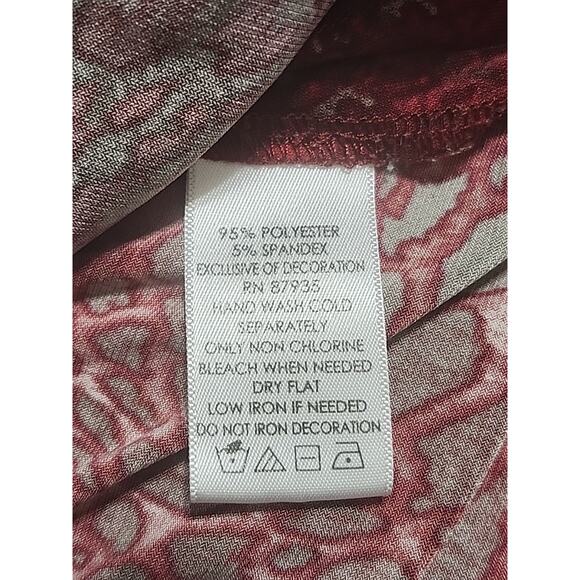 95% POLYESTER
5% SPANDEX
EXCLUSIVE OF DECORATION
RN 87935
HAND WASH COLD
SEPARATELY
ONLY NON CHLORINE
BLEACH WHEN NEEDED
DRY FLAT
LOW IRON IF NEEDED
DO NOT IRON DECORATION